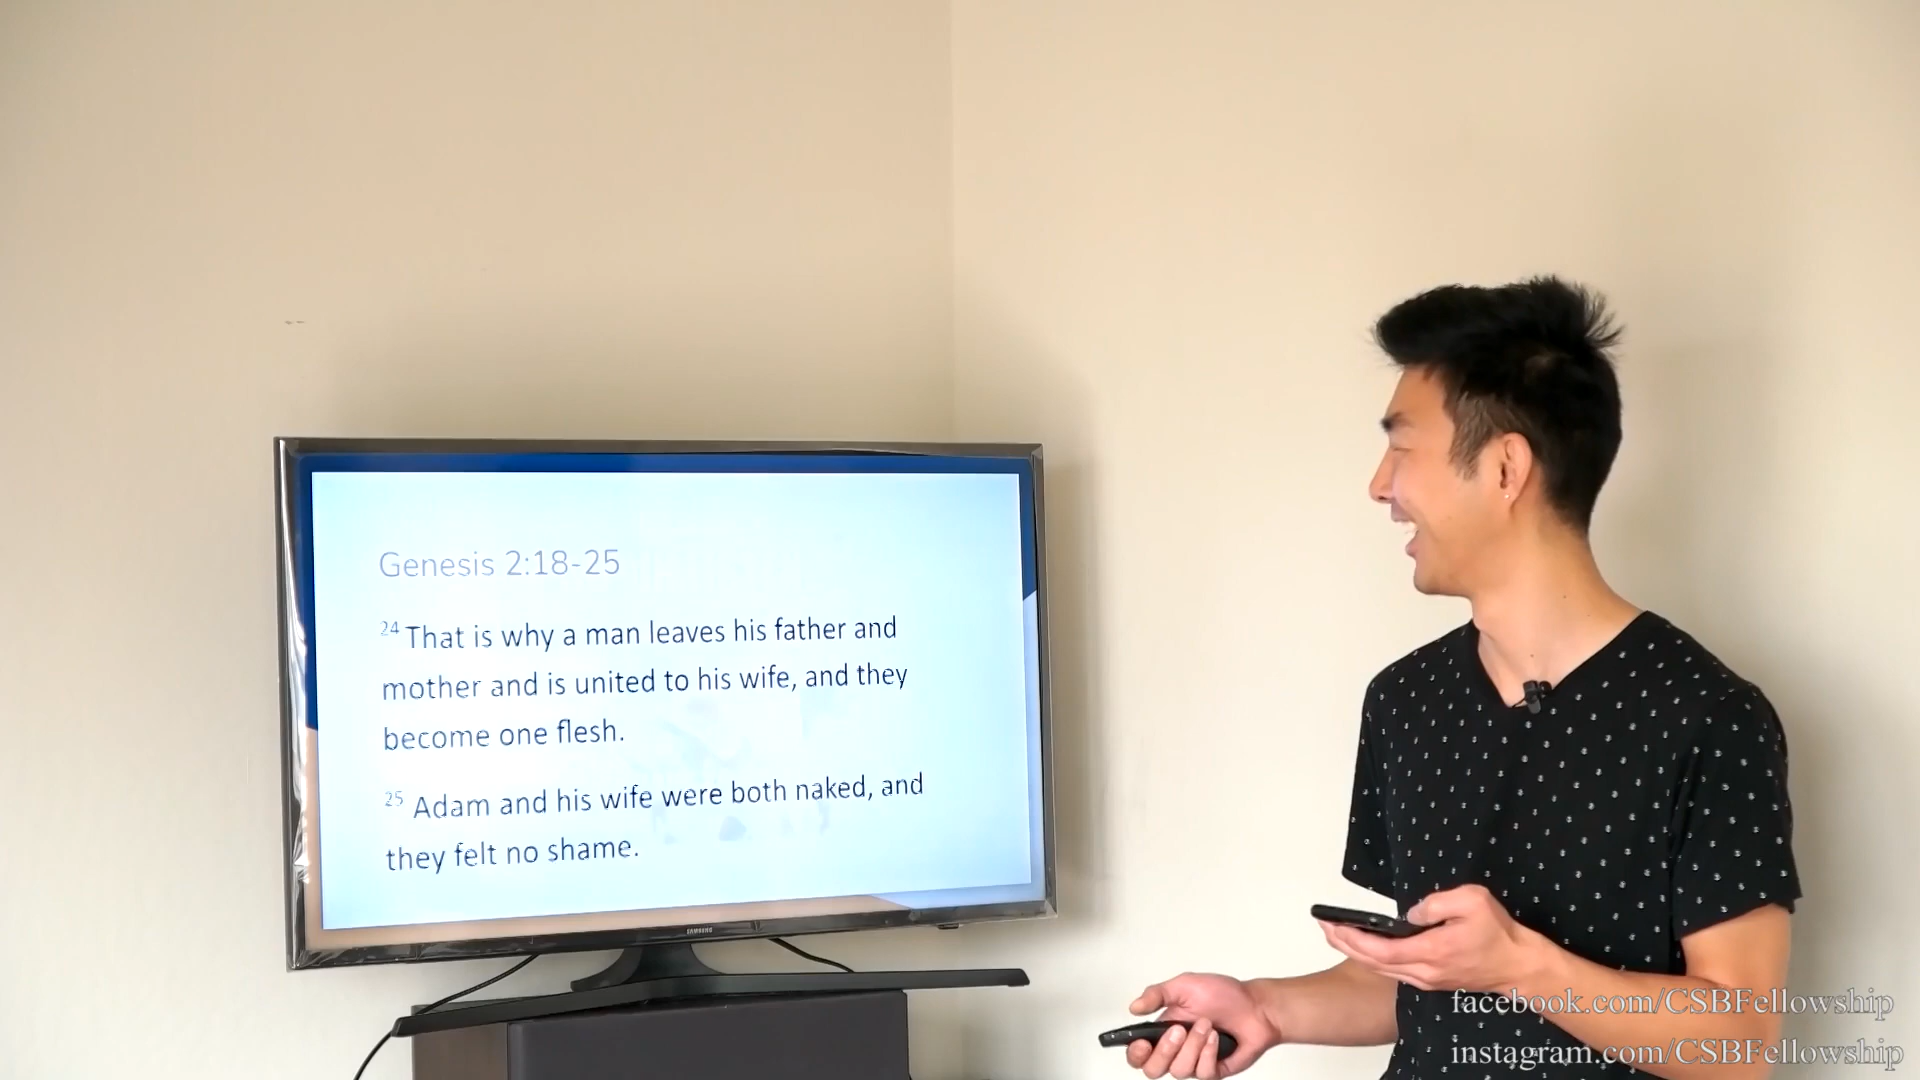 Genesis 2:18-25
24 That is why a man leaves his father and
mother and is united to his wife, and they
become one flesh.
25 Adam and his wife were both naked, and
they felt no shame.
SAMSUNG
facebook.com/CSBFellowship
instagram.com/CSBFellowship